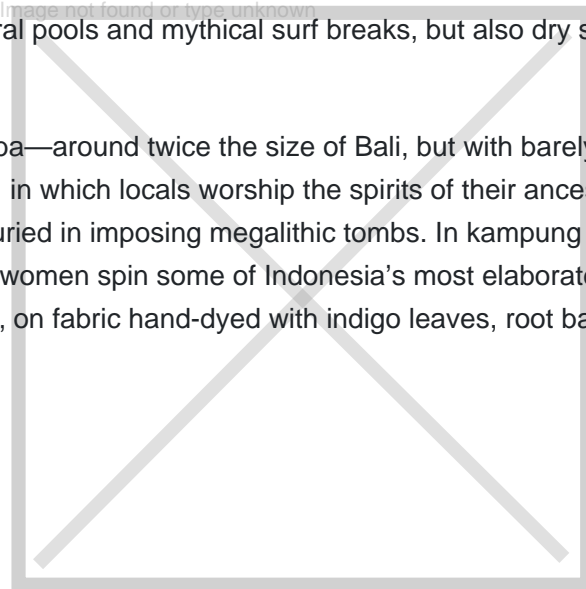 Image not found or type unknown
ral pools and mythical surf breaks, but also dry s
ba—around twice the size of Bali, but with barely
in which locals worship the spirits of their ance
uried in imposing megalithic tombs. In kampung
women spin some of Indonesia’s most elaborate
, on fabric hand-dyed with indigo leaves, root ba